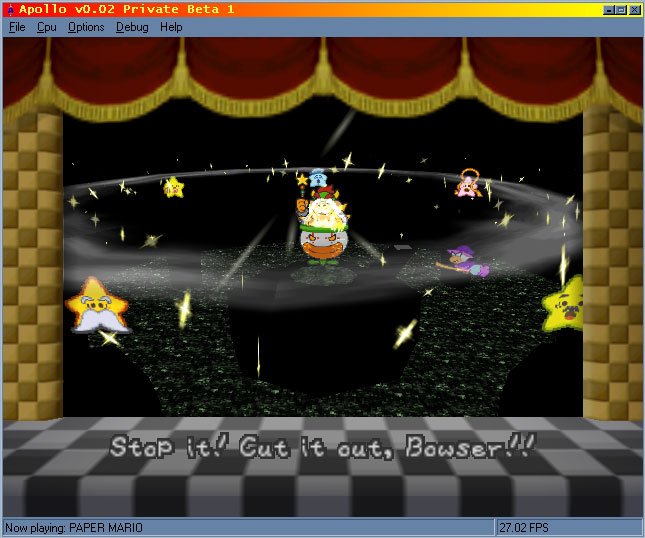 Apollo v0.02 Private Beta 1
File Cpu Options Debug Help
Stop it! Cut it out, Bowser!!
Now playing: PAPER MARIO 27.02 FPS